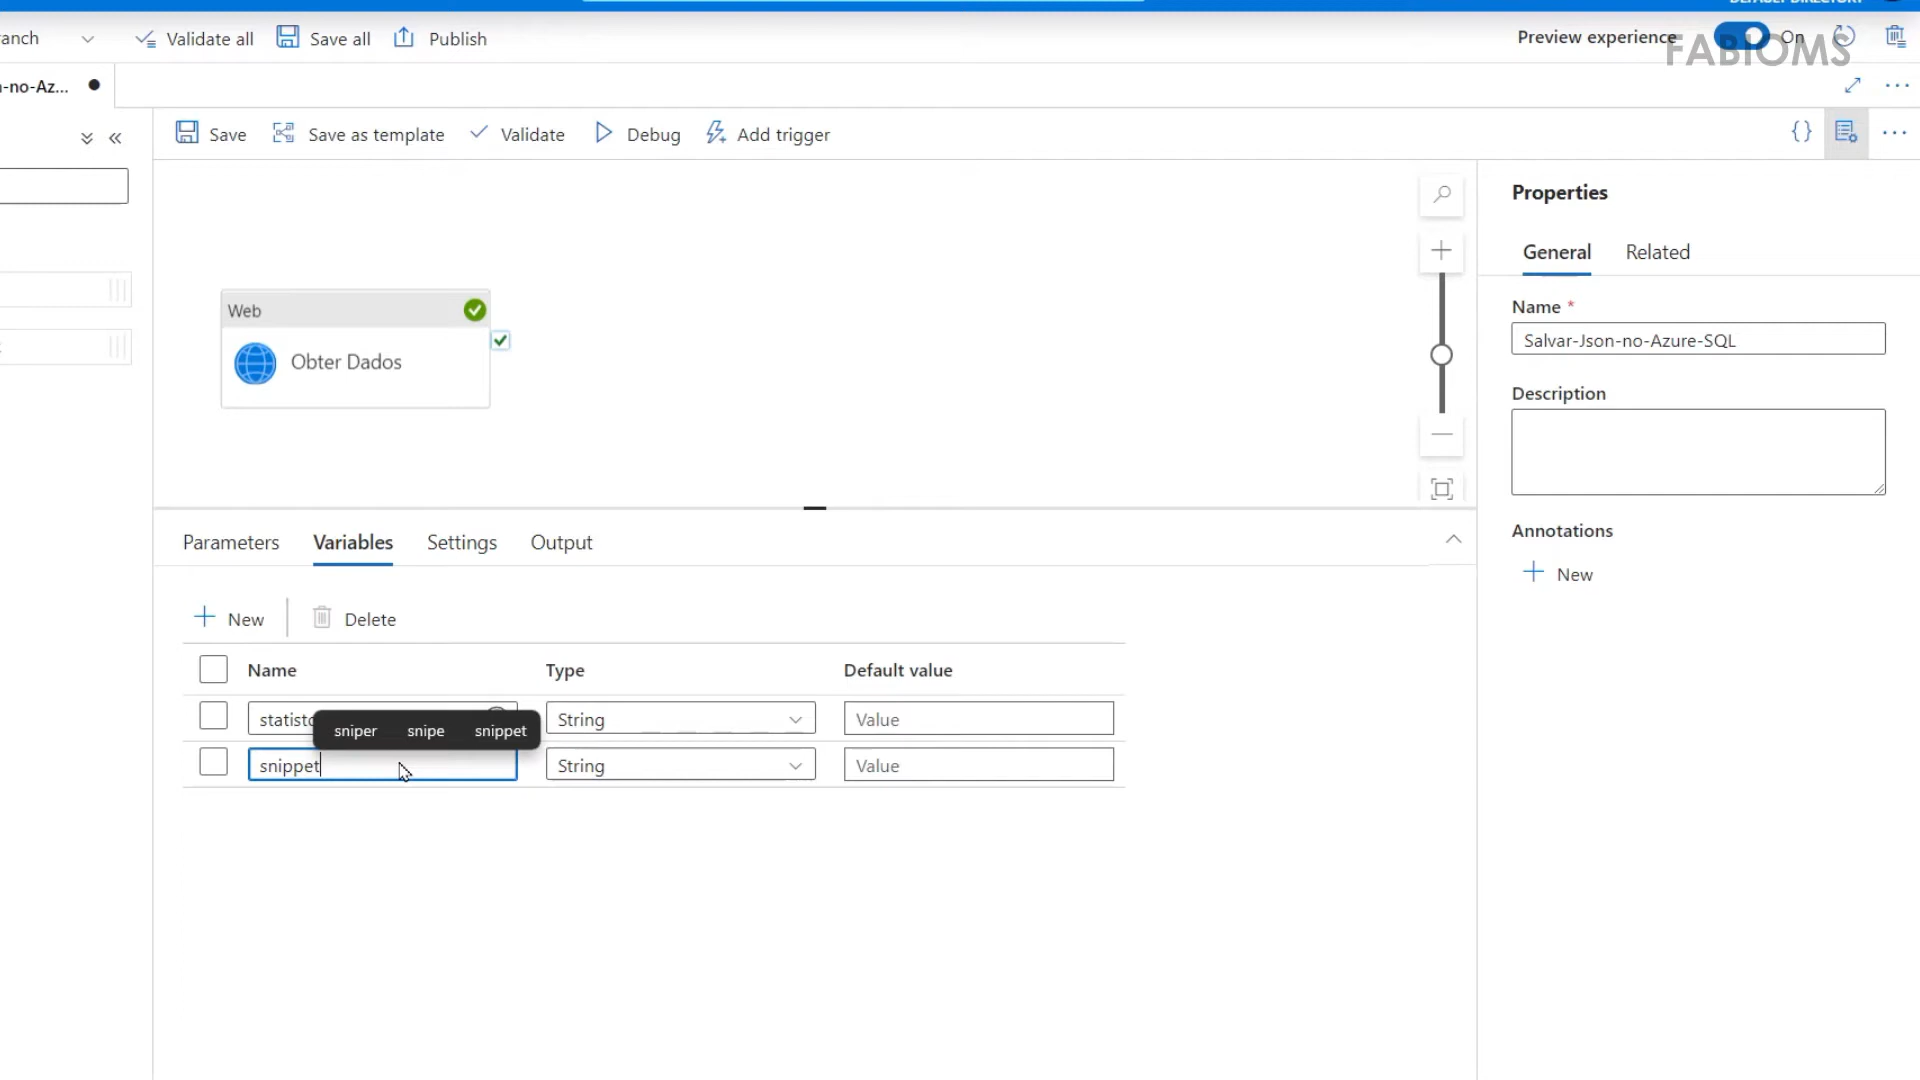 Validate all
Save all
Publish
Preview experience
On
FABIOMS
-no-Az...
Save
Save as template
Validate
Debug
Add trigger
{}
Web
Obter Dados
Properties
General
Related
Name *
Salvar-Json-no-Azure-SQL
Description
Annotations
New
Parameters
Variables
Settings
Output
New
Delete
Name
Type
Default value
String
Value
sniper
snipe
snippet
snippet
String
Value